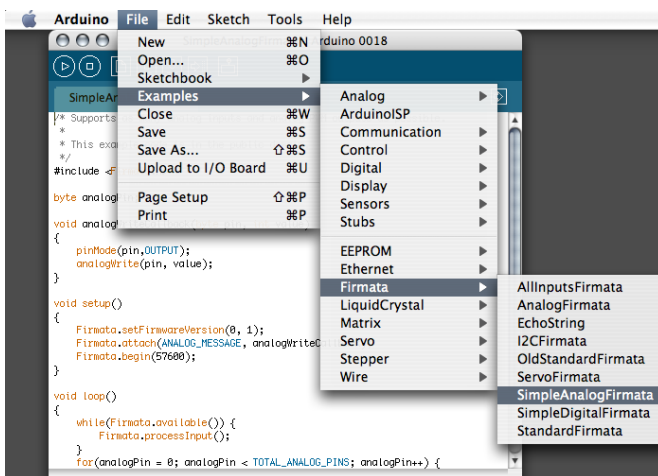 Arduino File Edit Sketch Tools Help
Arduino 0018
New ⌘N
Open... ⌘O
Sketchbook
Examples
Close ⌘W
Save ⌘S
Save As... ⇧⌘S
Upload to I/O Board ⌘U
Page Setup ⇧⌘P
Print ⌘P
Analog
ArduinoISP
Communication
Control
Digital
Display
Sensors
Stubs
EEPROM
Ethernet
Firmata
LiquidCrystal
Matrix
Servo
Stepper
Wire
AllInputsFirmata
AnalogFirmata
EchoString
I2CFirmata
OldStandardFirmata
ServoFirmata
SimpleAnalogFirmata
SimpleDigitalFirmata
StandardFirmata
/* Supports
*
* This
*/
#include
byte
void
{
pinMode(pin,OUTPUT);
analogWrite(pin, value);
}
void setup()
{
Firmata.setFirmwareVersion(0, 1);
Firmata.attach(ANALOG_MESSAGE,
Firmata.begin(57600);
}
void loop()
{
while(Firmata.available()) {
Firmata.processInput();
}
for(analogPin = 0; analogPin < TOTAL_ANALOG_PINS; analogPin++) {